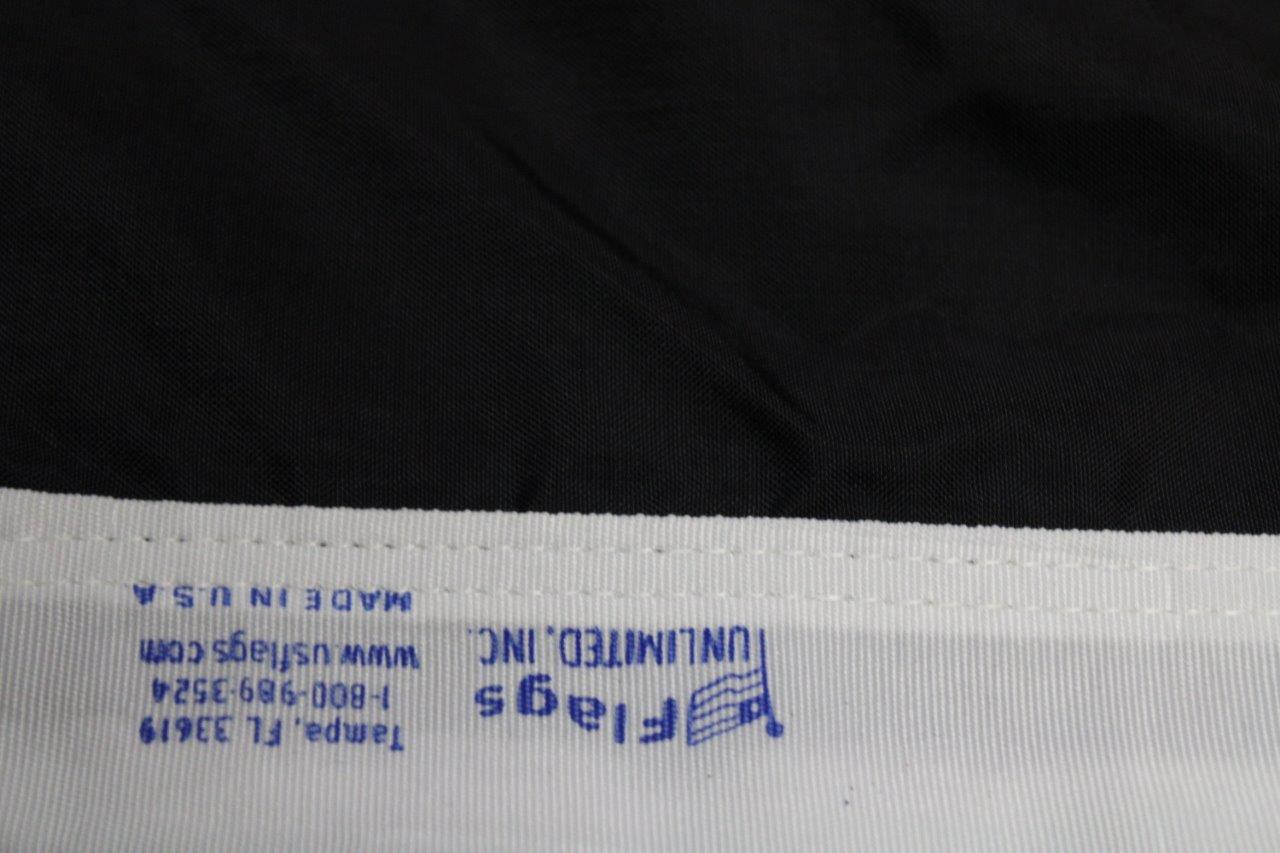 Flags
UNLIMITED, INC.
Tampa, FL 33619
1-800-989-3524
www.usflags.com
MADE IN U.S.A.